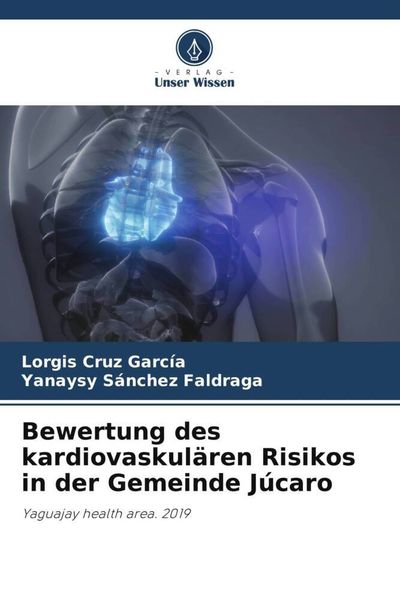 - VERLAG -
Unser Wissen
Lorgis Cruz García
Yanaysy Sánchez Faldraga
Bewertung des
kardiovaskulären Risikos
in der Gemeinde Júcaro
Yaguajay health area. 2019